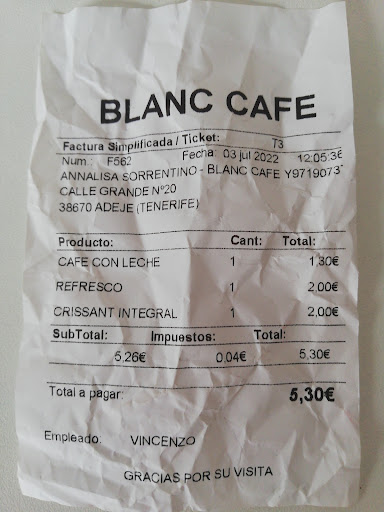 BLANC CAFE
Factura Simplificada / Ticket: T3
Num : F562 Fecha: 03 jul 2022 12:05:36
ANNALISA SORRENTINO - BLANC CAFE Y9719073
CALLE GRANDE Nº20
38670 ADEJE (TENERIFE)
Producto: Cant: Total:
CAFE CON LECHE 1 1,30€
REFRESCO 1 2,00€
CRISSANT INTEGRAL 1 2,00€
SubTotal: Impuestos: Total:
5,26€ 0,04€ 5,30€
Total a pagar: 5,30€
Empleado: VINCENZO
GRACIAS POR SU VISITA